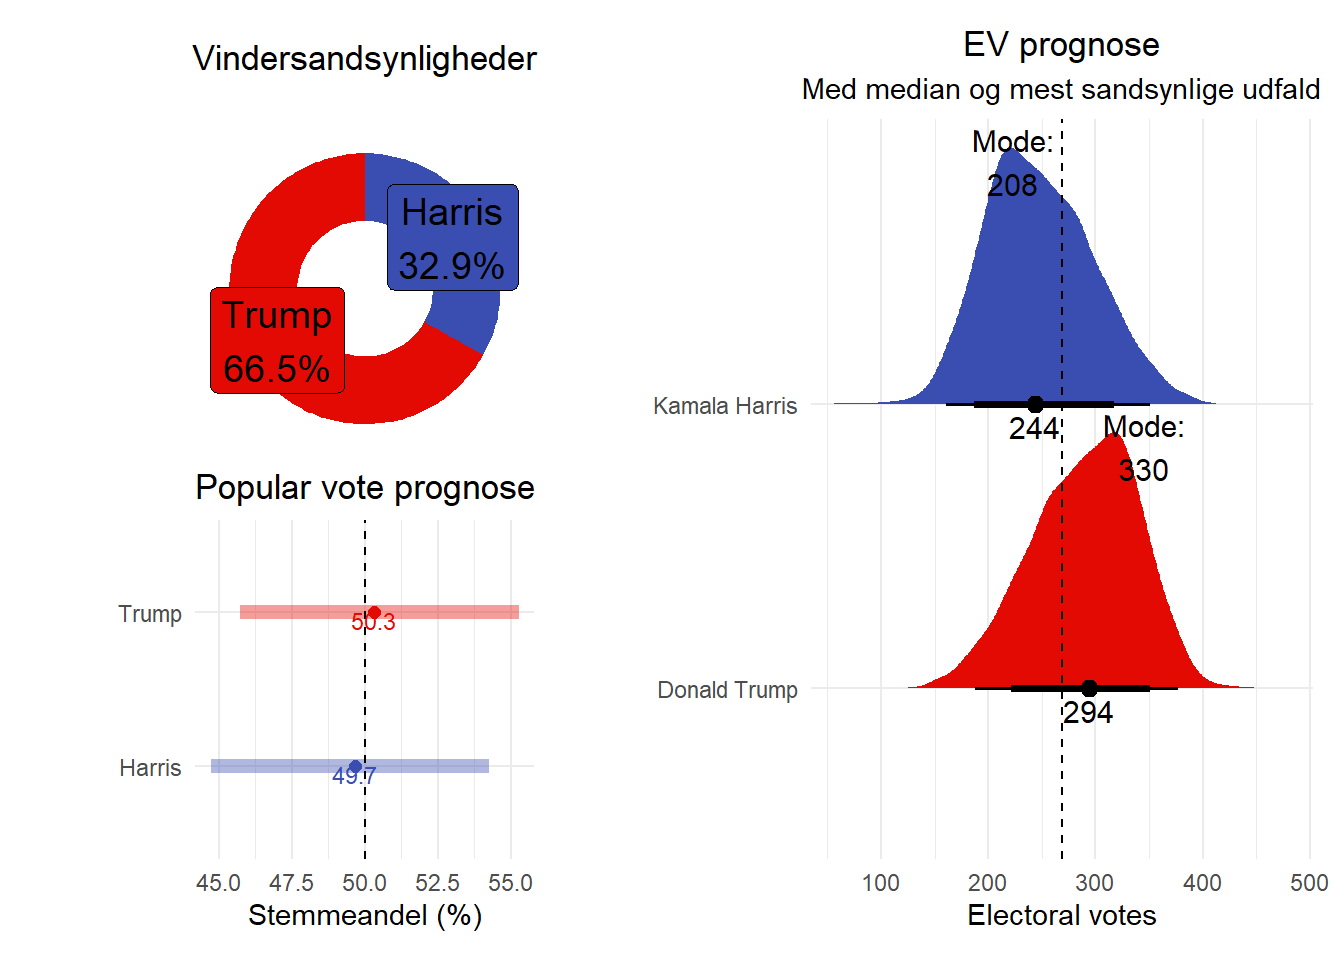 Vindersandsynligheder
Harris
32.9%
Trump
66.5%
Popular vote prognose
Trump
50.3
Harris
49.7
45.0 47.5 50.0 52.5 55.0
Stemmeandel (%)
EV prognose
Med median og mest sandsynlige udfald
Mode:
208
Kamala Harris
244
Mode:
330
Donald Trump
294
100 200 300 400 500
Electoral votes